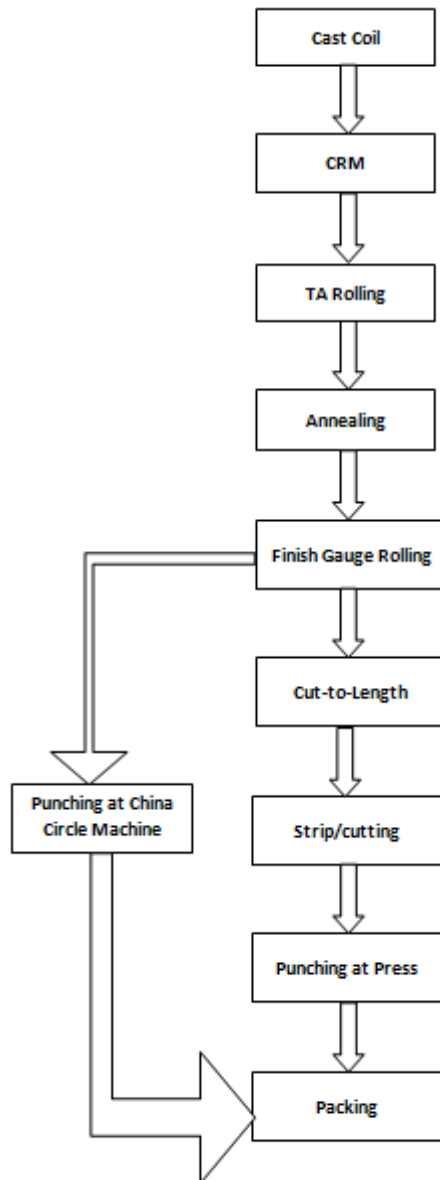 Cast Coil
CRM
TA Rolling
Annealing
Finish Gauge Rolling
Cut-to-Length
Punching at China
Circle Machine
Strip/cutting
Punching at Press
Packing